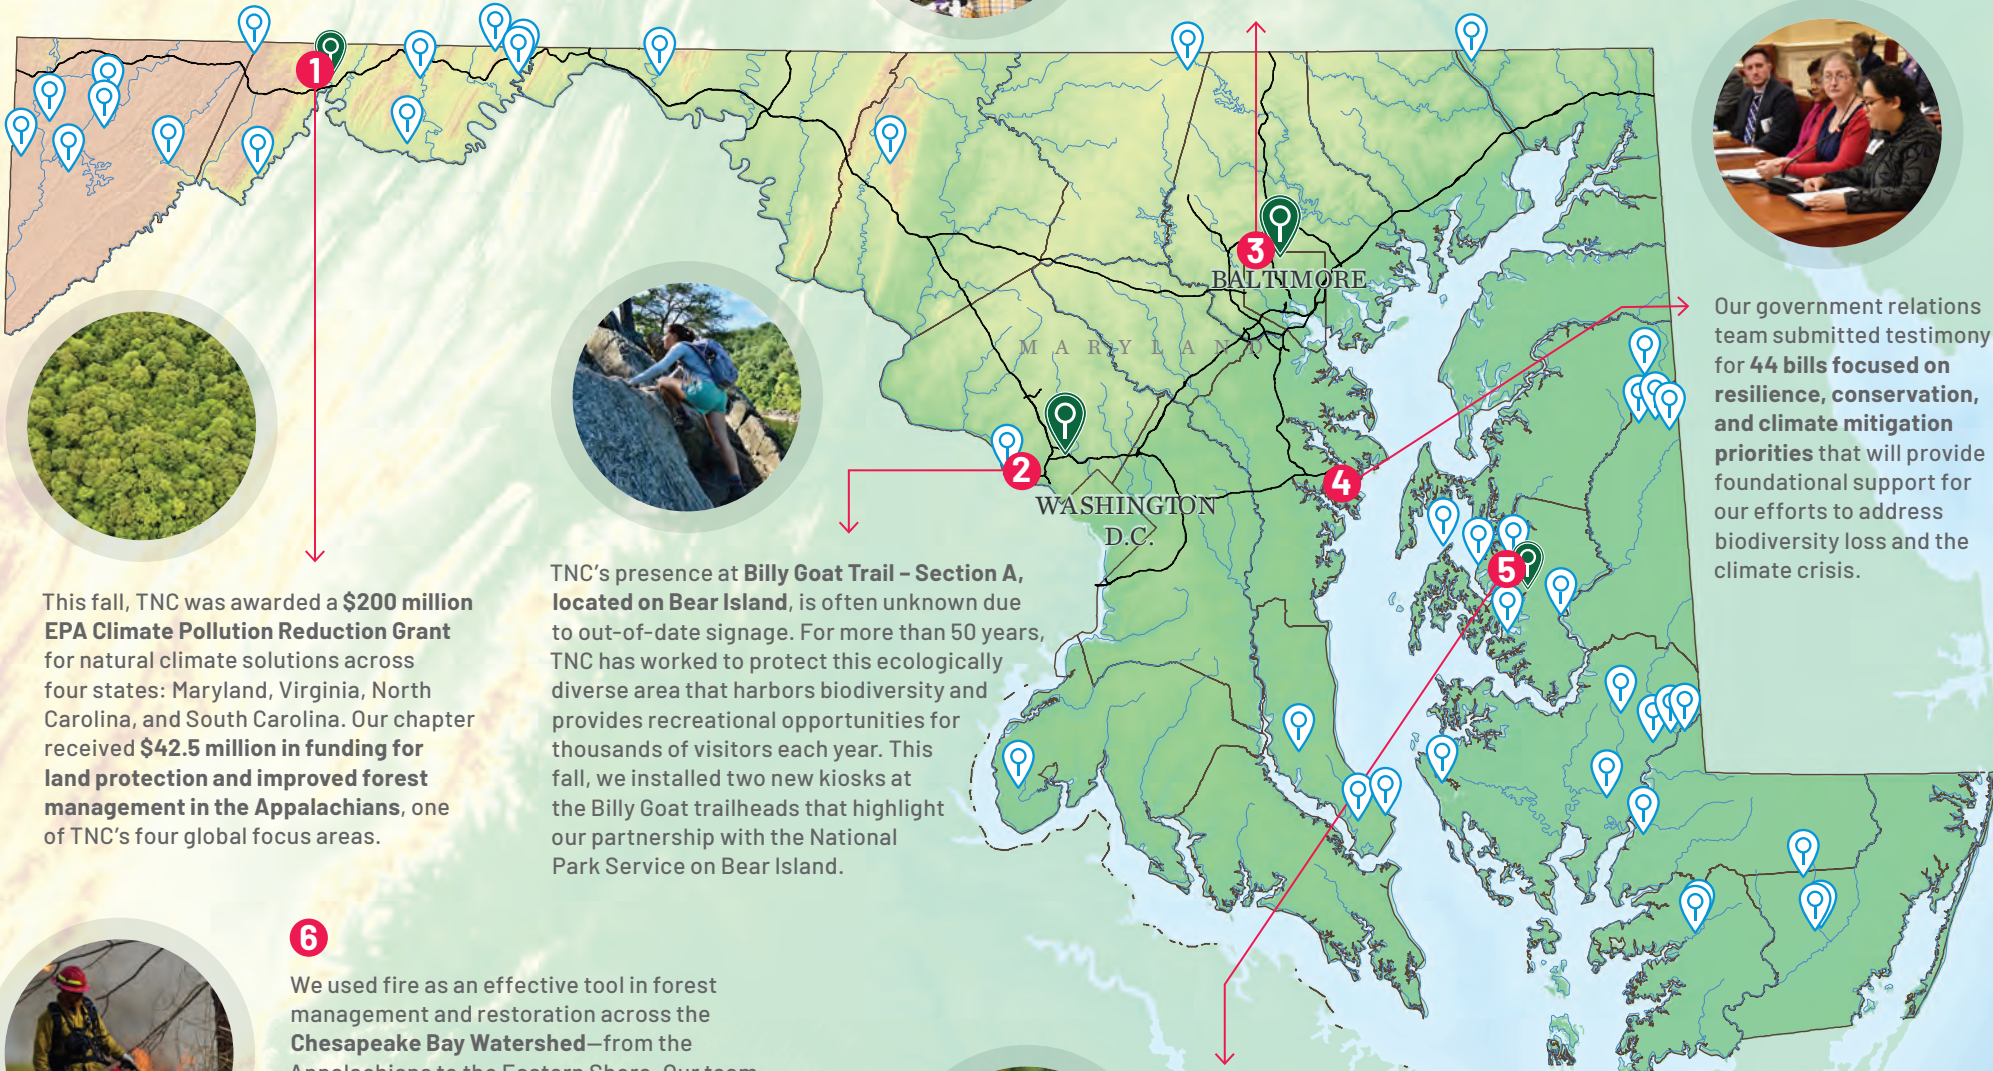 1
3
BALTIMORE
MARYLAND
2
WASHINGTON
D.C.
4
5
Our government relations
team submitted testimony
for 44 bills focused on
resilience, conservation,
and climate mitigation
priorities that will provide
foundational support for
our efforts to address
biodiversity loss and the
climate crisis.
This fall, TNC was awarded a $200 million
EPA Climate Pollution Reduction Grant
for natural climate solutions across
four states: Maryland, Virginia, North
Carolina, and South Carolina. Our chapter
received $42.5 million in funding for
land protection and improved forest
management in the Appalachians, one
of TNC's four global focus areas.
TNC's presence at Billy Goat Trail – Section A,
located on Bear Island, is often unknown due
to out-of-date signage. For more than 50 years,
TNC has worked to protect this ecologically
diverse area that harbors biodiversity and
provides recreational opportunities for
thousands of visitors each year. This
fall, we installed two new kiosks at
the Billy Goat trailheads that highlight
our partnership with the National
Park Service on Bear Island.
6
We used fire as an effective tool in forest
management and restoration across the
Chesapeake Bay Watershed—from the
Appalachians to the Eastern Shore. Our team